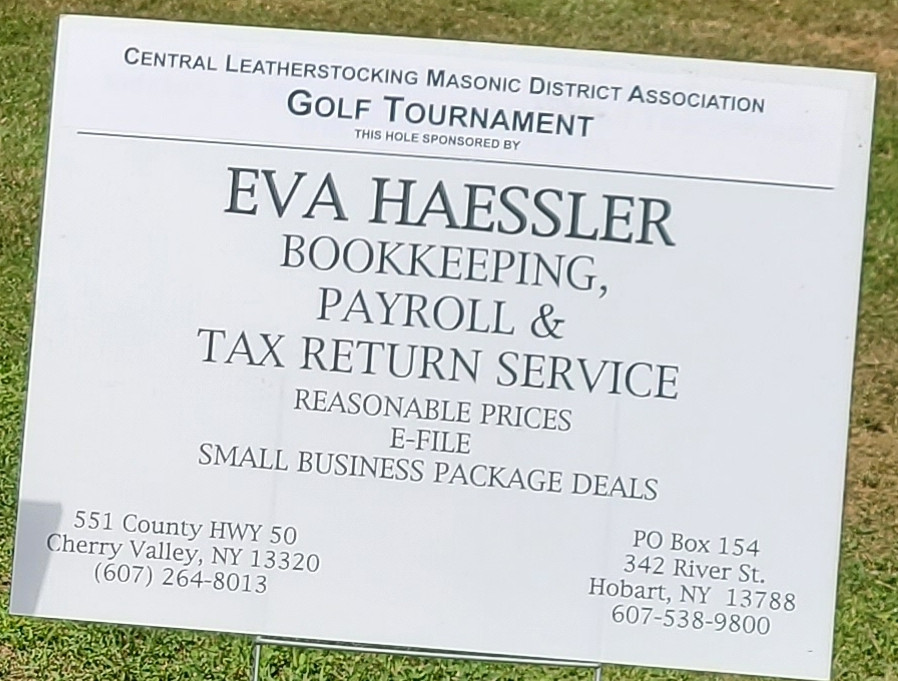 CENTRAL LEATHERSTOCKING MASONIC DISTRICT ASSOCIATION
GOLF TOURNAMENT
THIS HOLE SPONSORED BY
EVA HAESSLER
BOOKKEEPING,
PAYROLL &
TAX RETURN SERVICE
REASONABLE PRICES
E-FILE
SMALL BUSINESS PACKAGE DEALS
551 County HWY 50
Cherry Valley, NY 13320
(607) 264-8013
PO Box 154
342 River St.
Hobart, NY 13788
607-538-9800